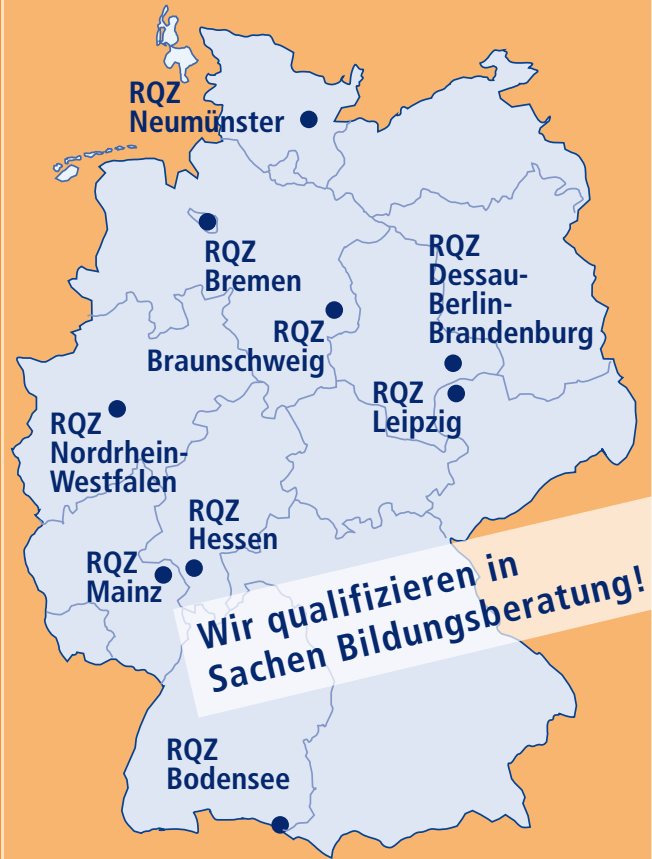 RQZ
Neumünster
RQZ
Bremen
RQZ
Dessau-
Berlin-
Brandenburg
RQZ
Braunschweig
RQZ
Leipzig
RQZ
Nordrhein-
Westfalen
RQZ
Hessen
RQZ
Mainz
Wir qualifizieren in
Sachen Bildungsberatung!
RQZ
Bodensee